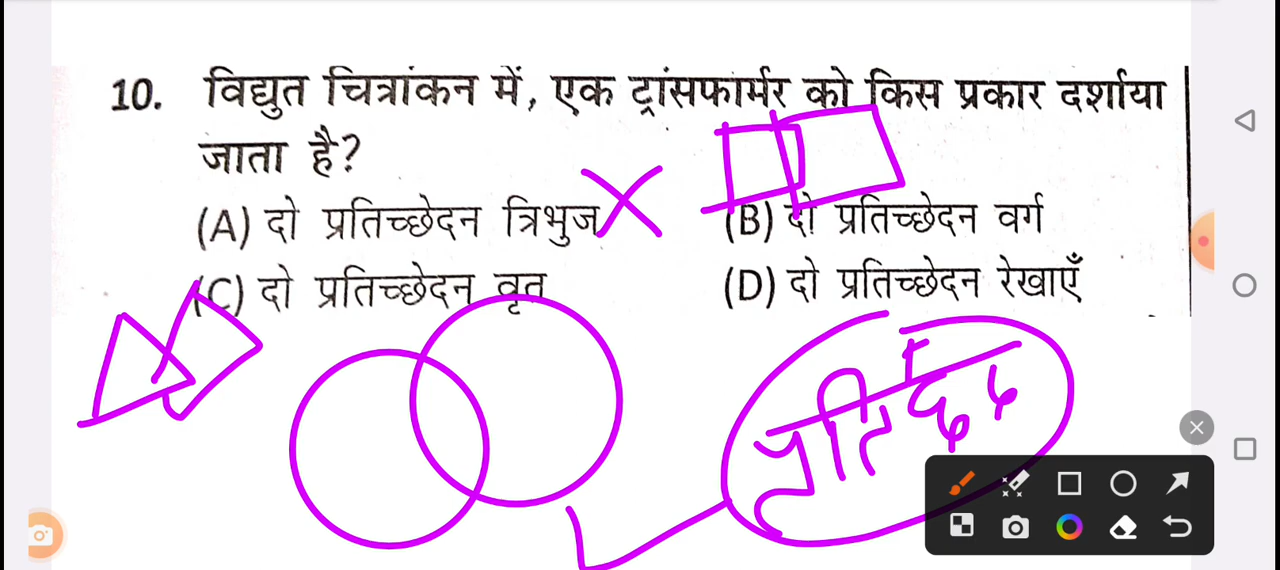 10. विद्युत चित्रांकन में, एक ट्रांसफार्मर को किस प्रकार दर्शाया
जाता है?
(A) दो प्रतिच्छेदन त्रिभुज (B) दो प्रतिच्छेदन वर्ग
(C) दो प्रतिच्छेदन वृत (D) दो प्रतिच्छेदन रेखाएँ